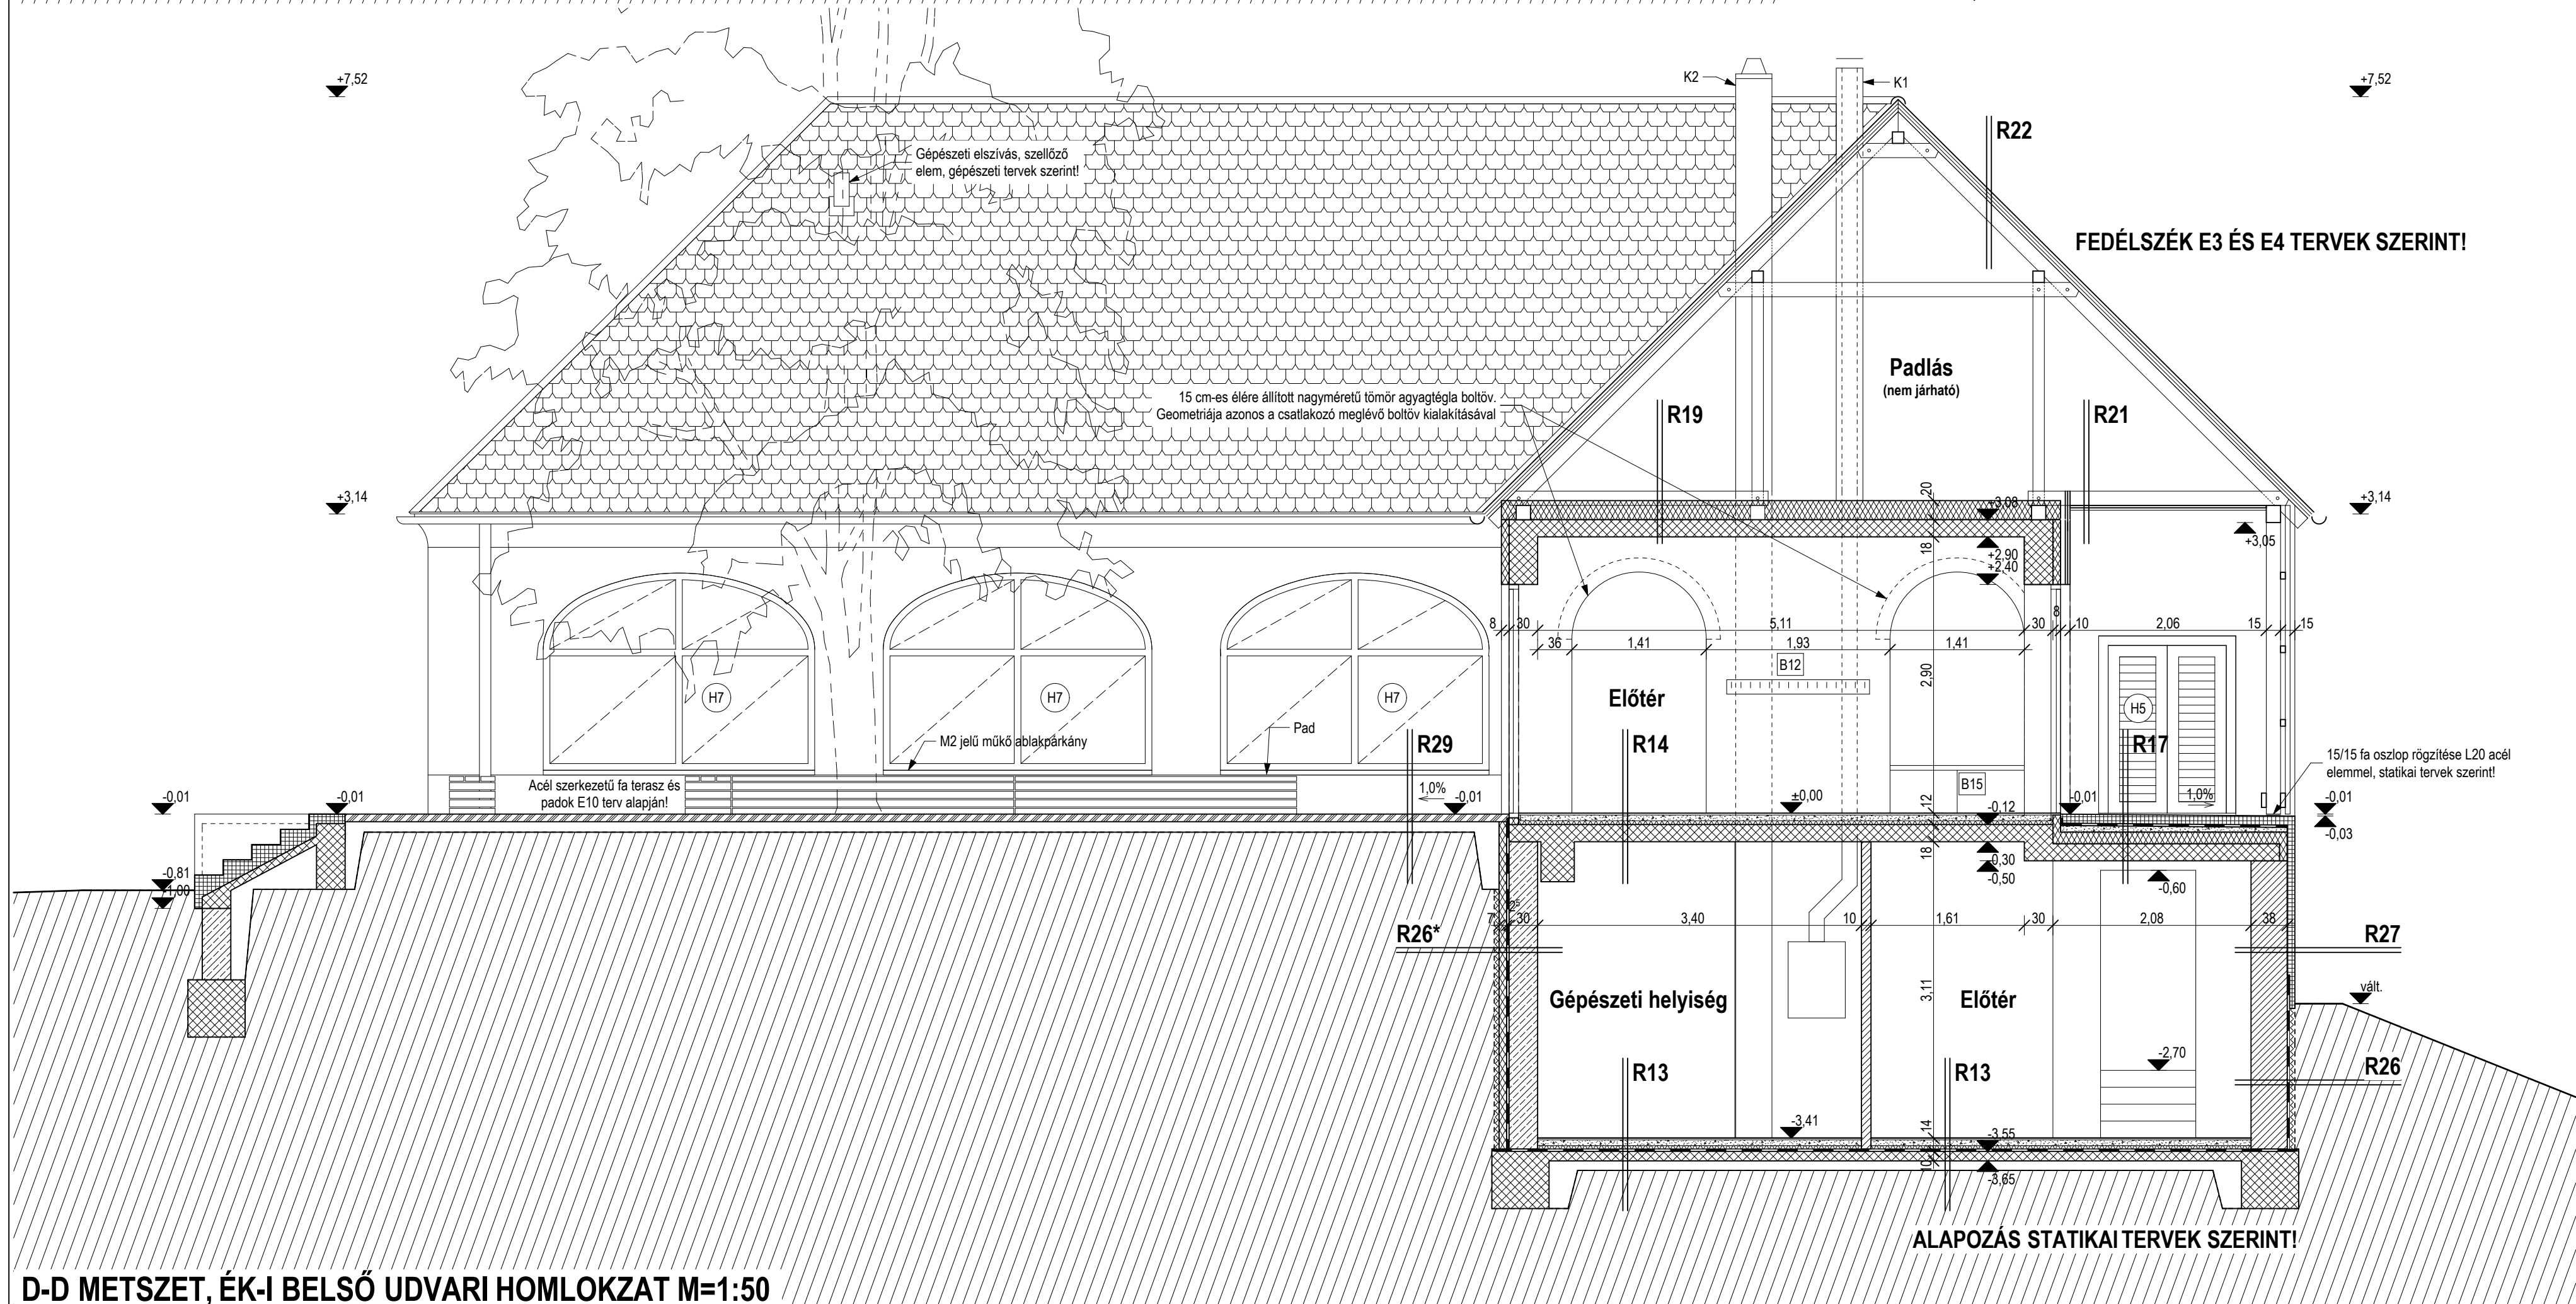 +7,52
K2
K1
+7,52
R22
Gépészeti elszívás, szellőző
elem, gépészeti tervek szerint!
FEDÉLSZÉK E3 ÉS E4 TERVEK SZERINT!
Padlás
(nem járható)
15 cm-es élére állított nagyméretű tömör agyagtégla boltöv.
Geometriája azonos a csatlakozó meglévő boltöv kialakításával
R19
R21
+3,14
20
+3,08
+3,14
+3,05
18
+2,90
+2,40
8
30
5,11
30
8
10
2,06
15
15
36
1,41
1,93
1,41
B12
2,90
H7
H7
H7
Előtér
H5
Pad
M2 jelű műkő ablakpárkány
R29
R14
R17
15/15 fa oszlop rögzítése L20 acél
elemmel, statikai tervek szerint!
Acél szerkezetű fa terasz és
padok E10 terv alapján!
B15
-0,01
-0,01
1,0%
-0,01
±0,00
12
-0,12
-0,01
1,0%
-0,01
-0,03
18
-0,30
-0,50
-0,60
-0,81
-1,00
7
2⁵
30
3,40
10
1,61
30
2,08
38
R26*
R27
Gépészeti helyiség
3,11
Előtér
vált.
-2,70
R13
R13
R26
-3,41
14
-3,55
10
-3,65
ALAPOZÁS STATIKAI TERVEK SZERINT!
D-D METSZET, ÉK-I BELSŐ UDVARI HOMLOKZAT M=1:50